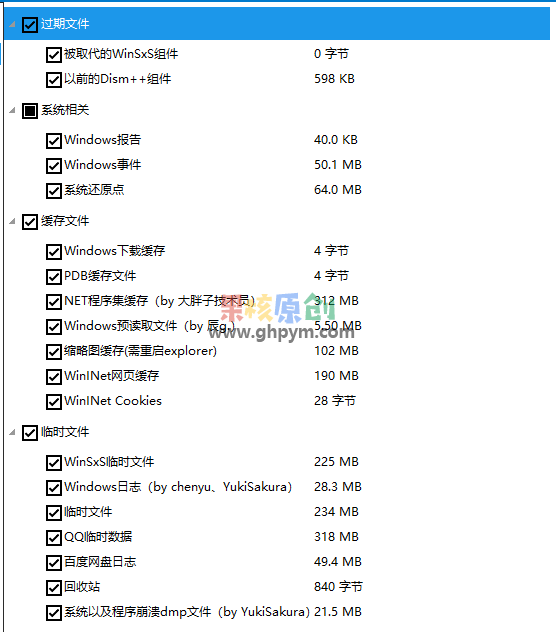 过期文件
被取代的WinSxS组件 0 字节
以前的Dism++组件 598 KB
系统相关
Windows报告 40.0 KB
Windows事件 50.1 MB
系统还原点 64.0 MB
缓存文件
Windows下载缓存 4 字节
PDB缓存文件 4 字节
NET程序集缓存（by 大胖子技术员） 312 MB
果核原创
Windows预读取文件（by 辰g.） 5.50 MB
www.ghpym.com
缩略图缓存(需重启explorer) 102 MB
WinINet网页缓存 190 MB
WinINet Cookies 28 字节
临时文件
WinSxS临时文件 225 MB
Windows日志（by chenyu、YukiSakura） 28.3 MB
临时文件 234 MB
QQ临时数据 318 MB
百度网盘日志 49.4 MB
回收站 840 字节
系统以及程序崩溃dmp文件（by YukiSakura） 21.5 MB